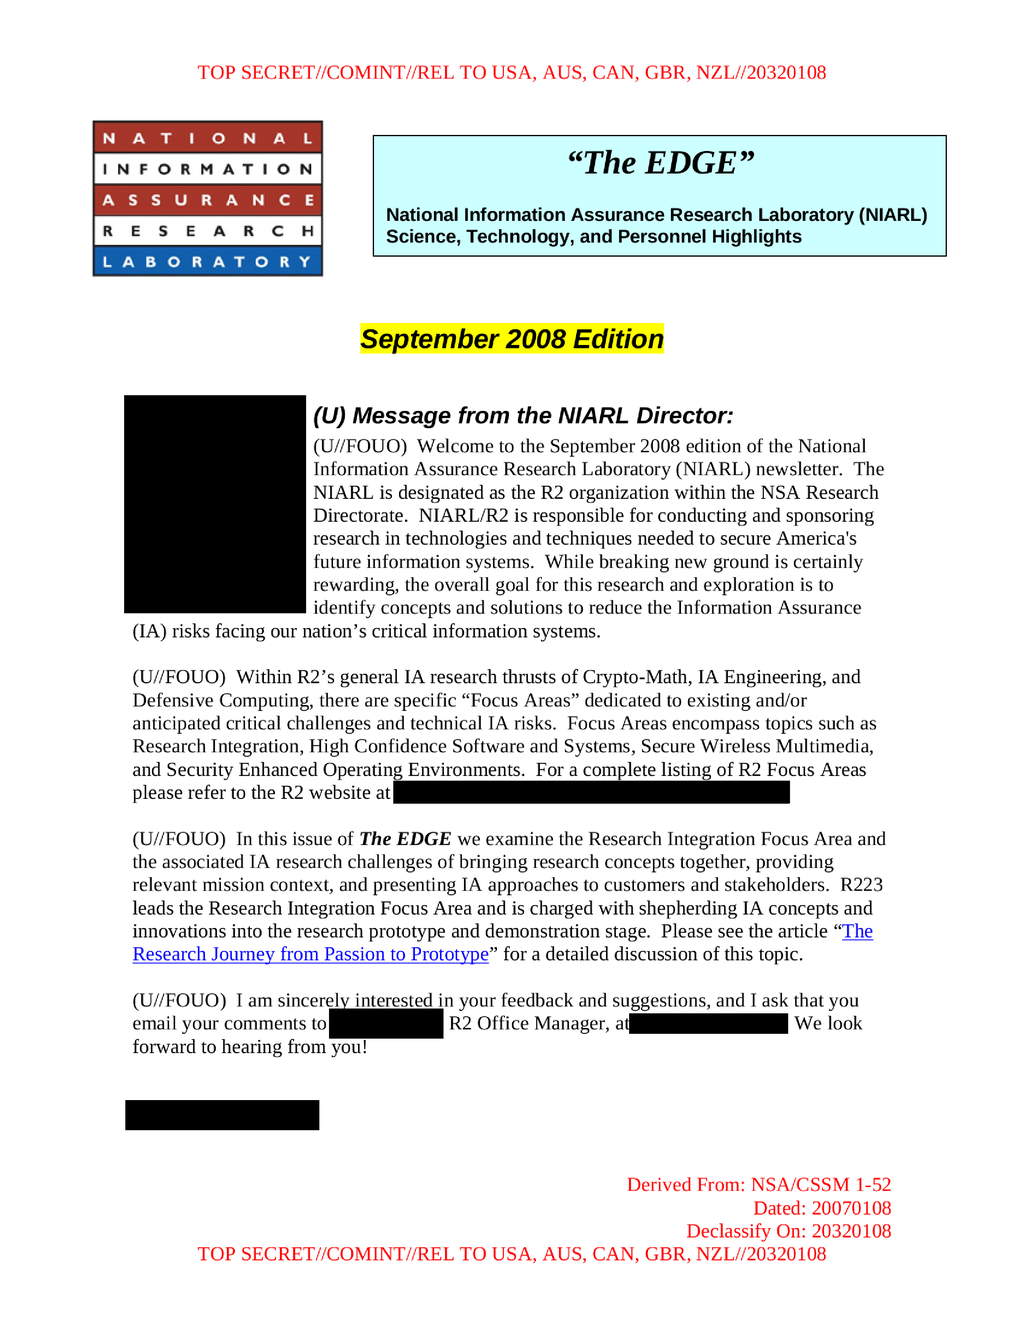 TOP SECRET//COMINT//REL TO USA, AUS, CAN, GBR, NZL//20320108
NATIONAL
INFORMATION
ASSURANCE
RESEARCH
LABORATORY
“The EDGE”
National Information Assurance Research Laboratory (NIARL)
Science, Technology, and Personnel Highlights
September 2008 Edition
(U) Message from the NIARL Director:
(U//FOUO)  Welcome to the September 2008 edition of the National
Information Assurance Research Laboratory (NIARL) newsletter.  The
NIARL is designated as the R2 organization within the NSA Research
Directorate.  NIARL/R2 is responsible for conducting and sponsoring
research in technologies and techniques needed to secure America's
future information systems.  While breaking new ground is certainly
rewarding, the overall goal for this research and exploration is to
identify concepts and solutions to reduce the Information Assurance
(IA) risks facing our nation’s critical information systems.
(U//FOUO)  Within R2’s general IA research thrusts of Crypto-Math, IA Engineering, and
Defensive Computing, there are specific “Focus Areas” dedicated to existing and/or
anticipated critical challenges and technical IA risks.  Focus Areas encompass topics such as
Research Integration, High Confidence Software and Systems, Secure Wireless Multimedia,
and Security Enhanced Operating Environments.  For a complete listing of R2 Focus Areas
please refer to the R2 website at
(U//FOUO)  In this issue of The EDGE we examine the Research Integration Focus Area and
the associated IA research challenges of bringing research concepts together, providing
relevant mission context, and presenting IA approaches to customers and stakeholders.  R223
leads the Research Integration Focus Area and is charged with shepherding IA concepts and
innovations into the research prototype and demonstration stage.  Please see the article “The
Research Journey from Passion to Prototype” for a detailed discussion of this topic.
(U//FOUO)  I am sincerely interested in your feedback and suggestions, and I ask that you
email your comments to R2 Office Manager, at We look
forward to hearing from you!
Derived From: NSA/CSSM 1-52
Dated: 20070108
Declassify On: 20320108
TOP SECRET//COMINT//REL TO USA, AUS, CAN, GBR, NZL//20320108